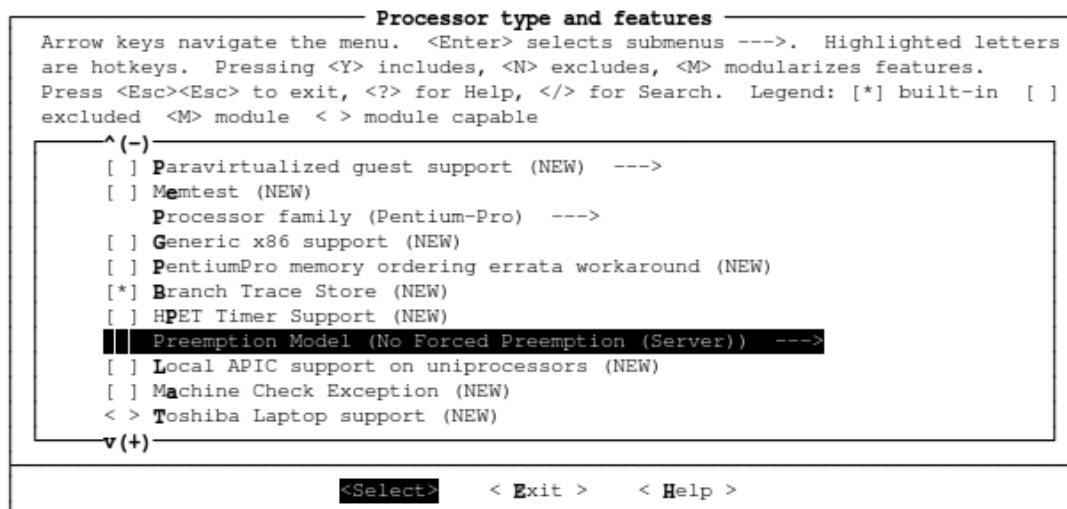 Processor type and features
Arrow keys navigate the menu.  <Enter> selects submenus --->.  Highlighted letters
are hotkeys.  Pressing <Y> includes, <N> excludes, <M> modularizes features.
Press <Esc><Esc> to exit, <?> for Help, </> for Search.  Legend: [*] built-in  [ ]
excluded  <M> module  < > module capable
^(-)
[ ] Paravirtualized guest support (NEW)  --->
[ ] Memtest (NEW)
Processor family (Pentium-Pro)  --->
[ ] Generic x86 support (NEW)
[ ] PentiumPro memory ordering errata workaround (NEW)
[*] Branch Trace Store (NEW)
[ ] HPET Timer Support (NEW)
Preemption Model (No Forced Preemption (Server))  --->
[ ] Local APIC support on uniprocessors (NEW)
[ ] Machine Check Exception (NEW)
< > Toshiba Laptop support (NEW)
v(+)
<Select>    < Exit >    < Help >